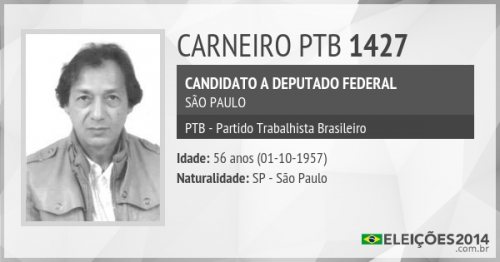 CARNEIRO PTB 1427
CANDIDATO A DEPUTADO FEDERAL
SÃO PAULO
PTB - Partido Trabalhista Brasileiro
Idade: 56 anos (01-10-1957)
Naturalidade: SP - São Paulo
ELEIÇÕES2014
.com.br